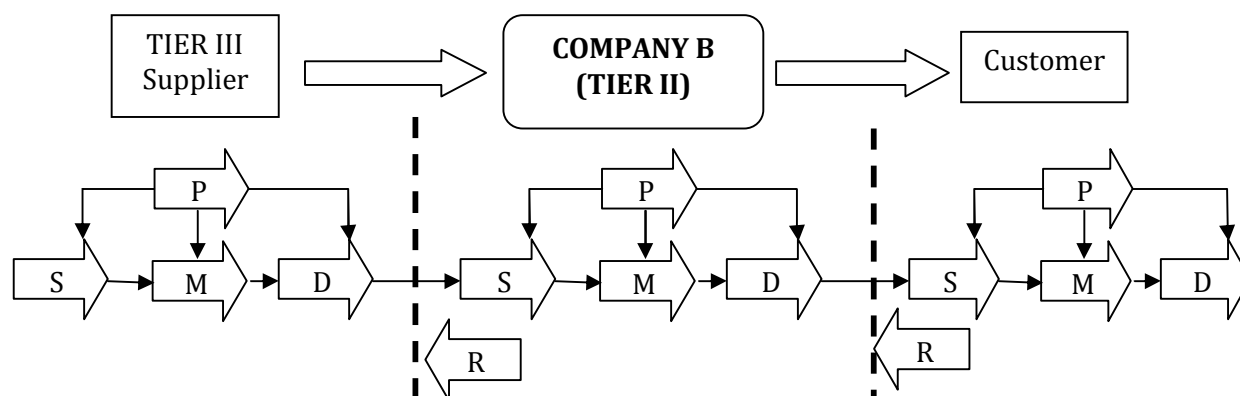 TIER III
Supplier
COMPANY B
(TIER II)
Customer
P
P
P
S
M
D
S
M
D
S
M
D
R
R